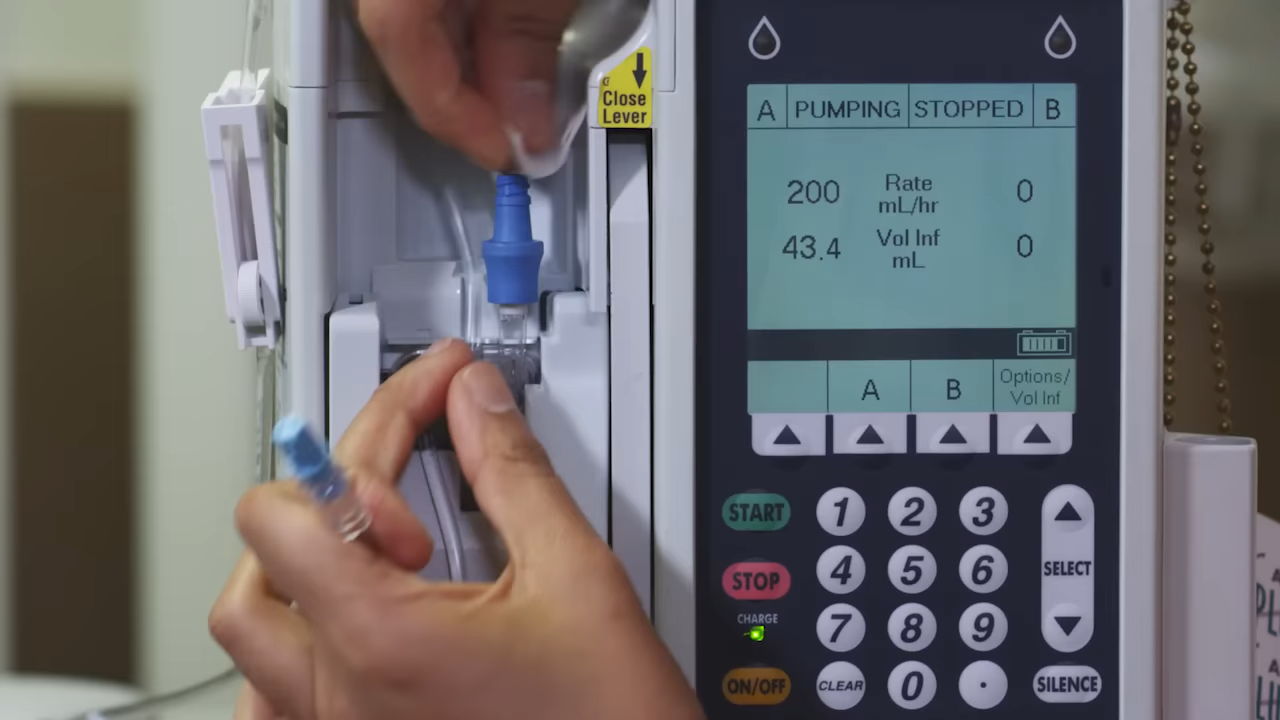 Close
Lever
A PUMPING STOPPED B
200 Rate mL/hr 0
43.4 Vol Inf mL 0
A B Options/ Vol Inf
START 1 2 3
STOP 4 5 6 SELECT
CHARGE
7 8 9
ON/OFF CLEAR 0 . SILENCE